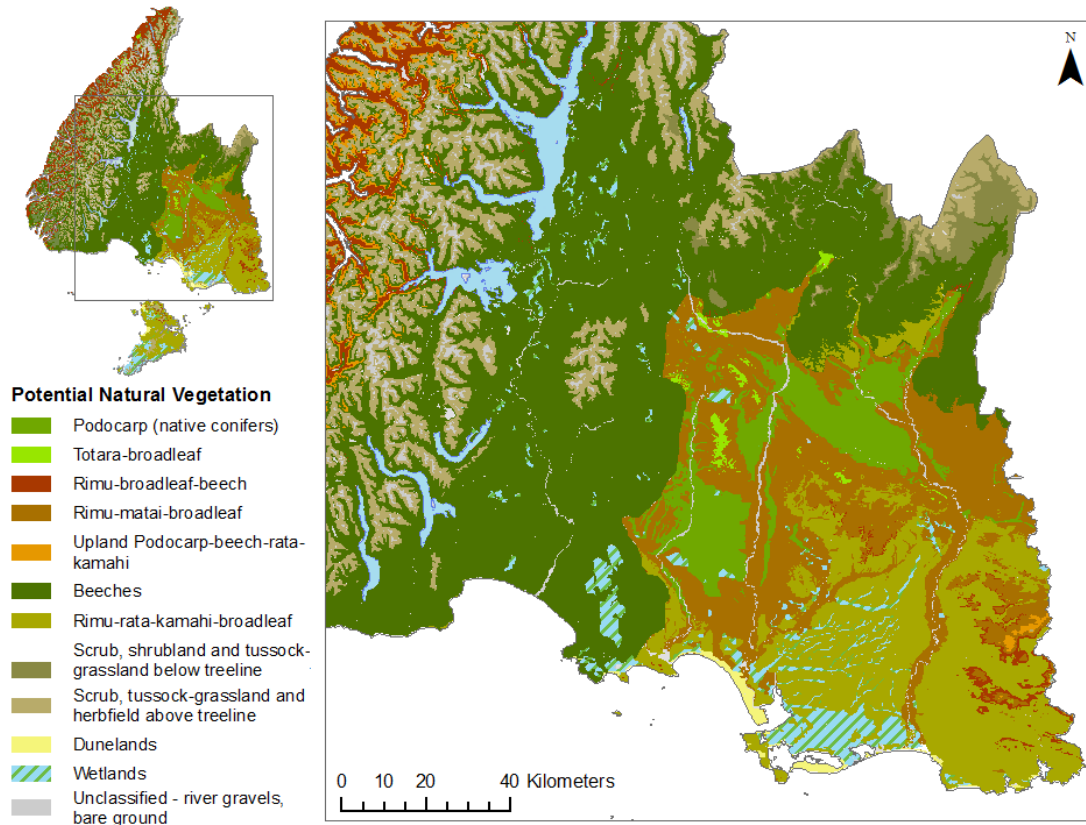 N
Potential Natural Vegetation
Podocarp (native conifers)
Totara-broadleaf
Rimu-broadleaf-beech
Rimu-matai-broadleaf
Upland Podocarp-beech-rata-
kamahi
Beeches
Rimu-rata-kamahi-broadleaf
Scrub, shrubland and tussock-
grassland below treeline
Scrub, tussock-grassland and
herbfield above treeline
Dunelands
Wetlands
Unclassified - river gravels,
bare ground
0 10 20 40 Kilometers